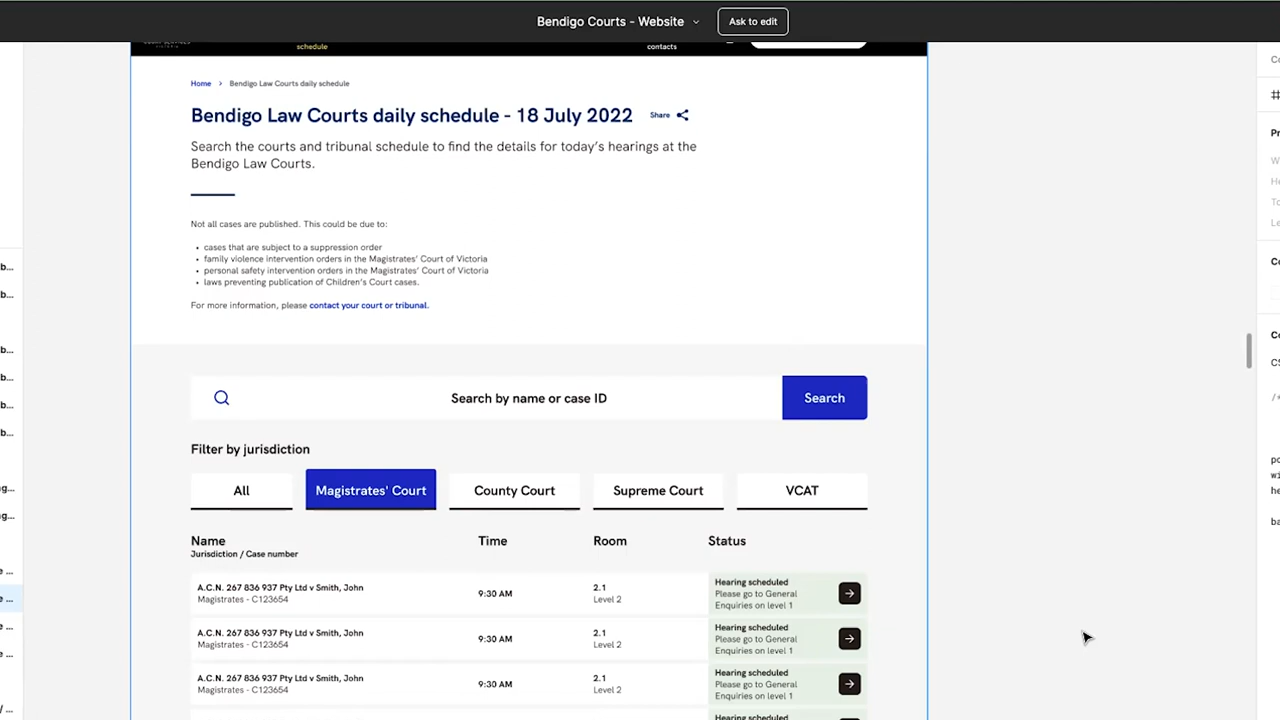 Bendigo Courts - Website
Ask to edit
schedule
contacts
Home > Bendigo Law Courts daily schedule
Bendigo Law Courts daily schedule - 18 July 2022 Share
Search the courts and tribunal schedule to find the details for today's hearings at the
Bendigo Law Courts.
Not all cases are published. This could be due to:
• cases that are subject to a suppression order
• family violence intervention orders in the Magistrates' Court of Victoria
• personal safety intervention orders in the Magistrates' Court of Victoria
• laws preventing publication of Children's Court cases.
For more information, please contact your court or tribunal.
Search by name or case ID
Search
Filter by jurisdiction
All
Magistrates' Court
County Court
Supreme Court
VCAT
Name Time Room Status
Jurisdiction / Case number
A.C.N. 267 836 937 Pty Ltd v Smith, John
Magistrates - C123654
9:30 AM
2.1
Level 2
Hearing scheduled
Please go to General
Enquiries on level 1
A.C.N. 267 836 937 Pty Ltd v Smith, John
Magistrates - C123654
9:30 AM
2.1
Level 2
Hearing scheduled
Please go to General
Enquiries on level 1
A.C.N. 267 836 937 Pty Ltd v Smith, John
Magistrates - C123654
9:30 AM
2.1
Level 2
Hearing scheduled
Please go to General
Enquiries on level 1